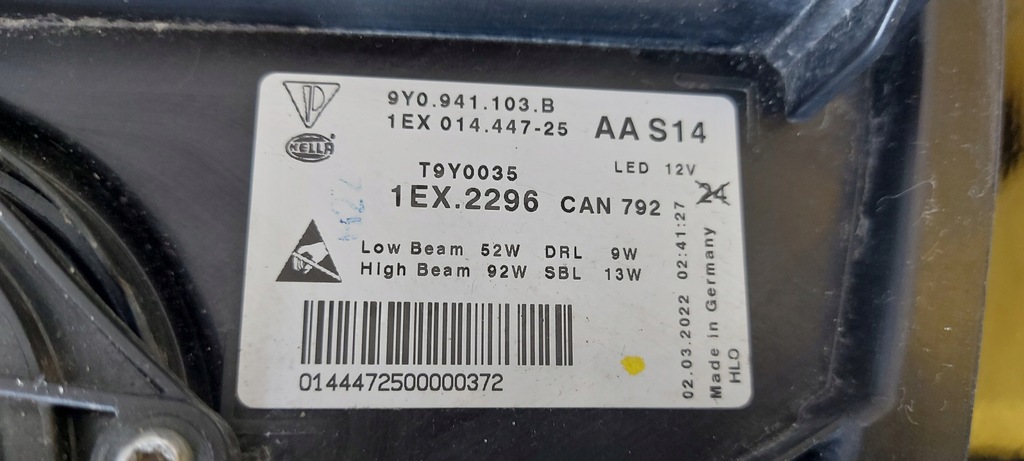 9Y0.941.103.B
1EX 014.447-25
AA S14
HELLA
LED 12V
T9Y0035
1EX.2296 CAN 792
24
Low Beam 52W DRL 9W
High Beam 92W SBL 13W
01444472500000372
02.03.2022 02:41:27
Made in Germany
HLO